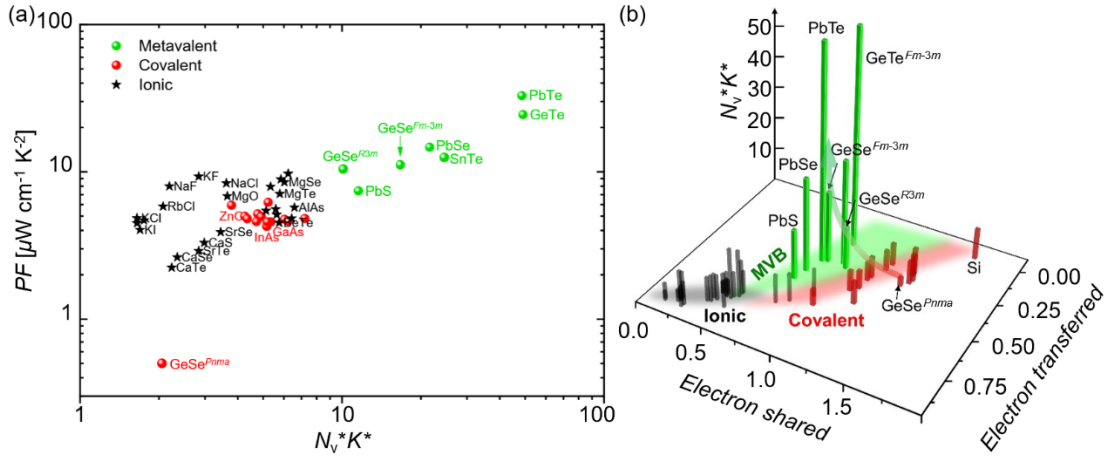 (a)
100
10
1
PF [µW cm⁻¹ K⁻²]
Metavalent
Covalent
Ionic
PbTe
GeTe
GeSe^Fm-3m
PbSe
SnTe
GeSe^R3m
PbS
KF
NaF
NaCl
MgO
MgSe
MgTe
RbCl
AlAs
KCl
KI
InAs
GaAs
SrSe
CaS
SrTe
CaSe
CaTe
GeSe^Pnma
1
10
100
N_v*K*
(b)
50
40
30
20
10
N_v*K*
PbTe
GeTe^Fm-3m
GeSe^Fm-3m
PbSe
GeSe^R3m
PbS
MVB
Si
GeSe^Pnma
Ionic
Covalent
0.0
0.5
1.0
1.5
Electron shared
0.00
0.25
0.50
0.75
Electron transferred